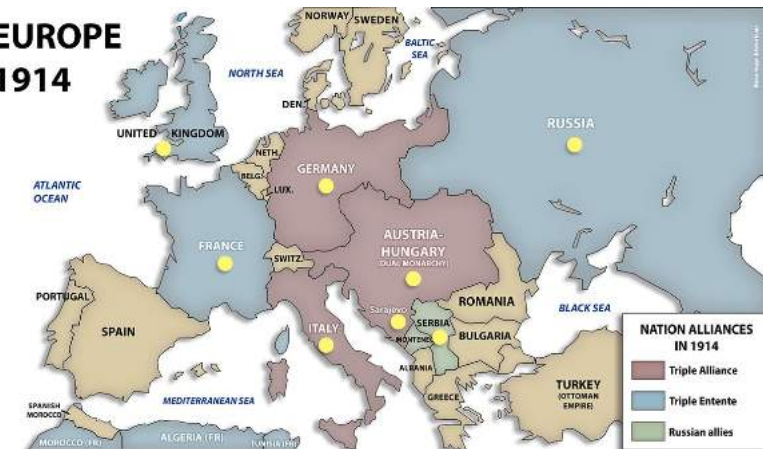 EUROPE
1914
NORWAY
SWEDEN
BALTIC
SEA
NORTH SEA
DEN.
UNITED KINGDOM
RUSSIA
NETH.
BELG.
GERMANY
LUX.
ATLANTIC
OCEAN
AUSTRIA-
HUNGARY
(DUAL MONARCHY)
FRANCE
SWITZ.
PORTUGAL
SPAIN
ITALY
Sarajevo
SERBIA
MONTENEG.
ROMANIA
BULGARIA
BLACK SEA
ALBANIA
GREECE
TURKEY
(OTTOMAN
EMPIRE)
MEDITERRANEAN SEA
SPANISH
MOROCCO
MOROCCO (FR)
ALGERIA (FR)
TUNISIA (FR)
NATION ALLIANCES
IN 1914
Triple Alliance
Triple Entente
Russian allies